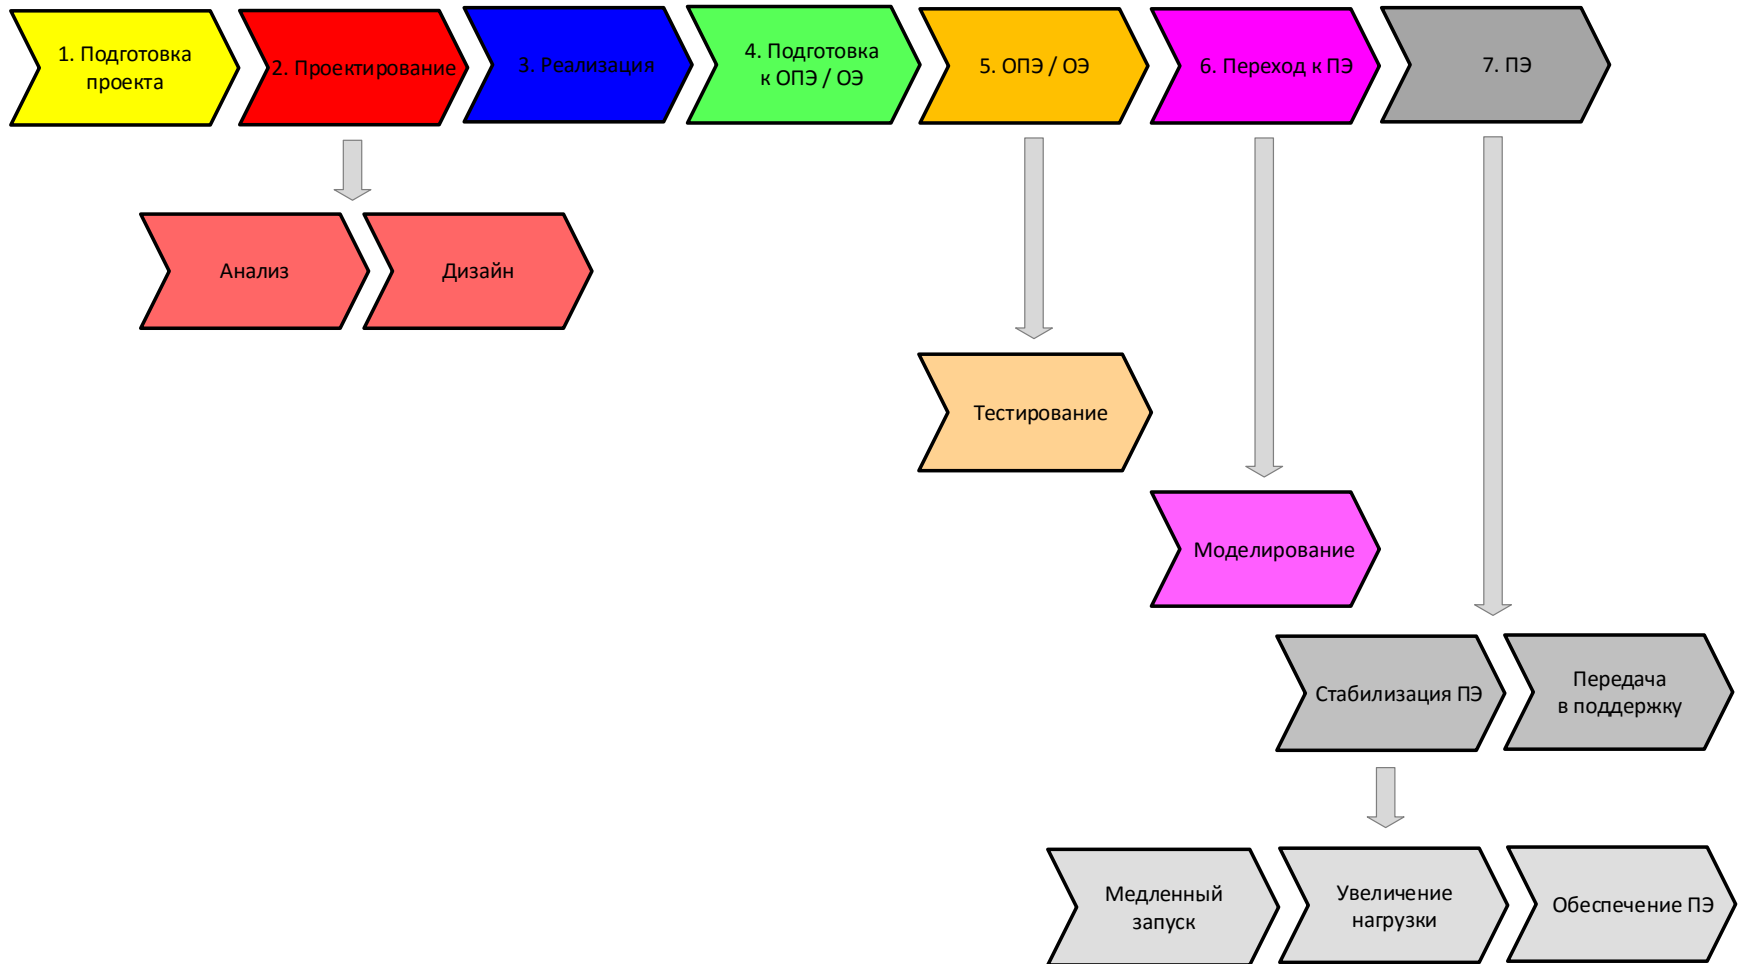 1. Подготовка
проекта
2. Проектирование
3. Реализация
4. Подготовка
к ОПЭ / ОЭ
5. ОПЭ / ОЭ
6. Переход к ПЭ
7. ПЭ
Анализ
Дизайн
Тестирование
Моделирование
Стабилизация ПЭ
Передача
в поддержку
Медленный
запуск
Увеличение
нагрузки
Обеспечение ПЭ